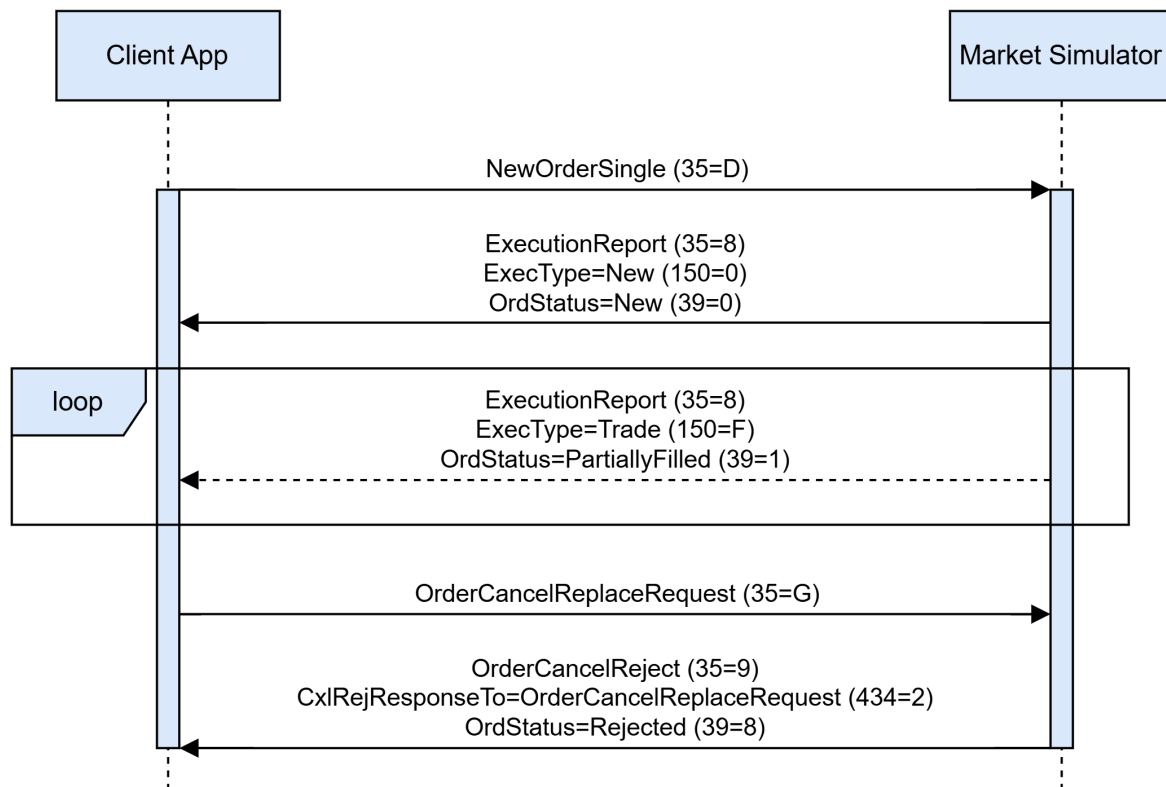 Client App
Market Simulator
NewOrderSingle (35=D)
ExecutionReport (35=8)
ExecType=New (150=0)
OrdStatus=New (39=0)
loop
ExecutionReport (35=8)
ExecType=Trade (150=F)
OrdStatus=PartiallyFilled (39=1)
OrderCancelReplaceRequest (35=G)
OrderCancelReject (35=9)
CxlRejResponseTo=OrderCancelReplaceRequest (434=2)
OrdStatus=Rejected (39=8)